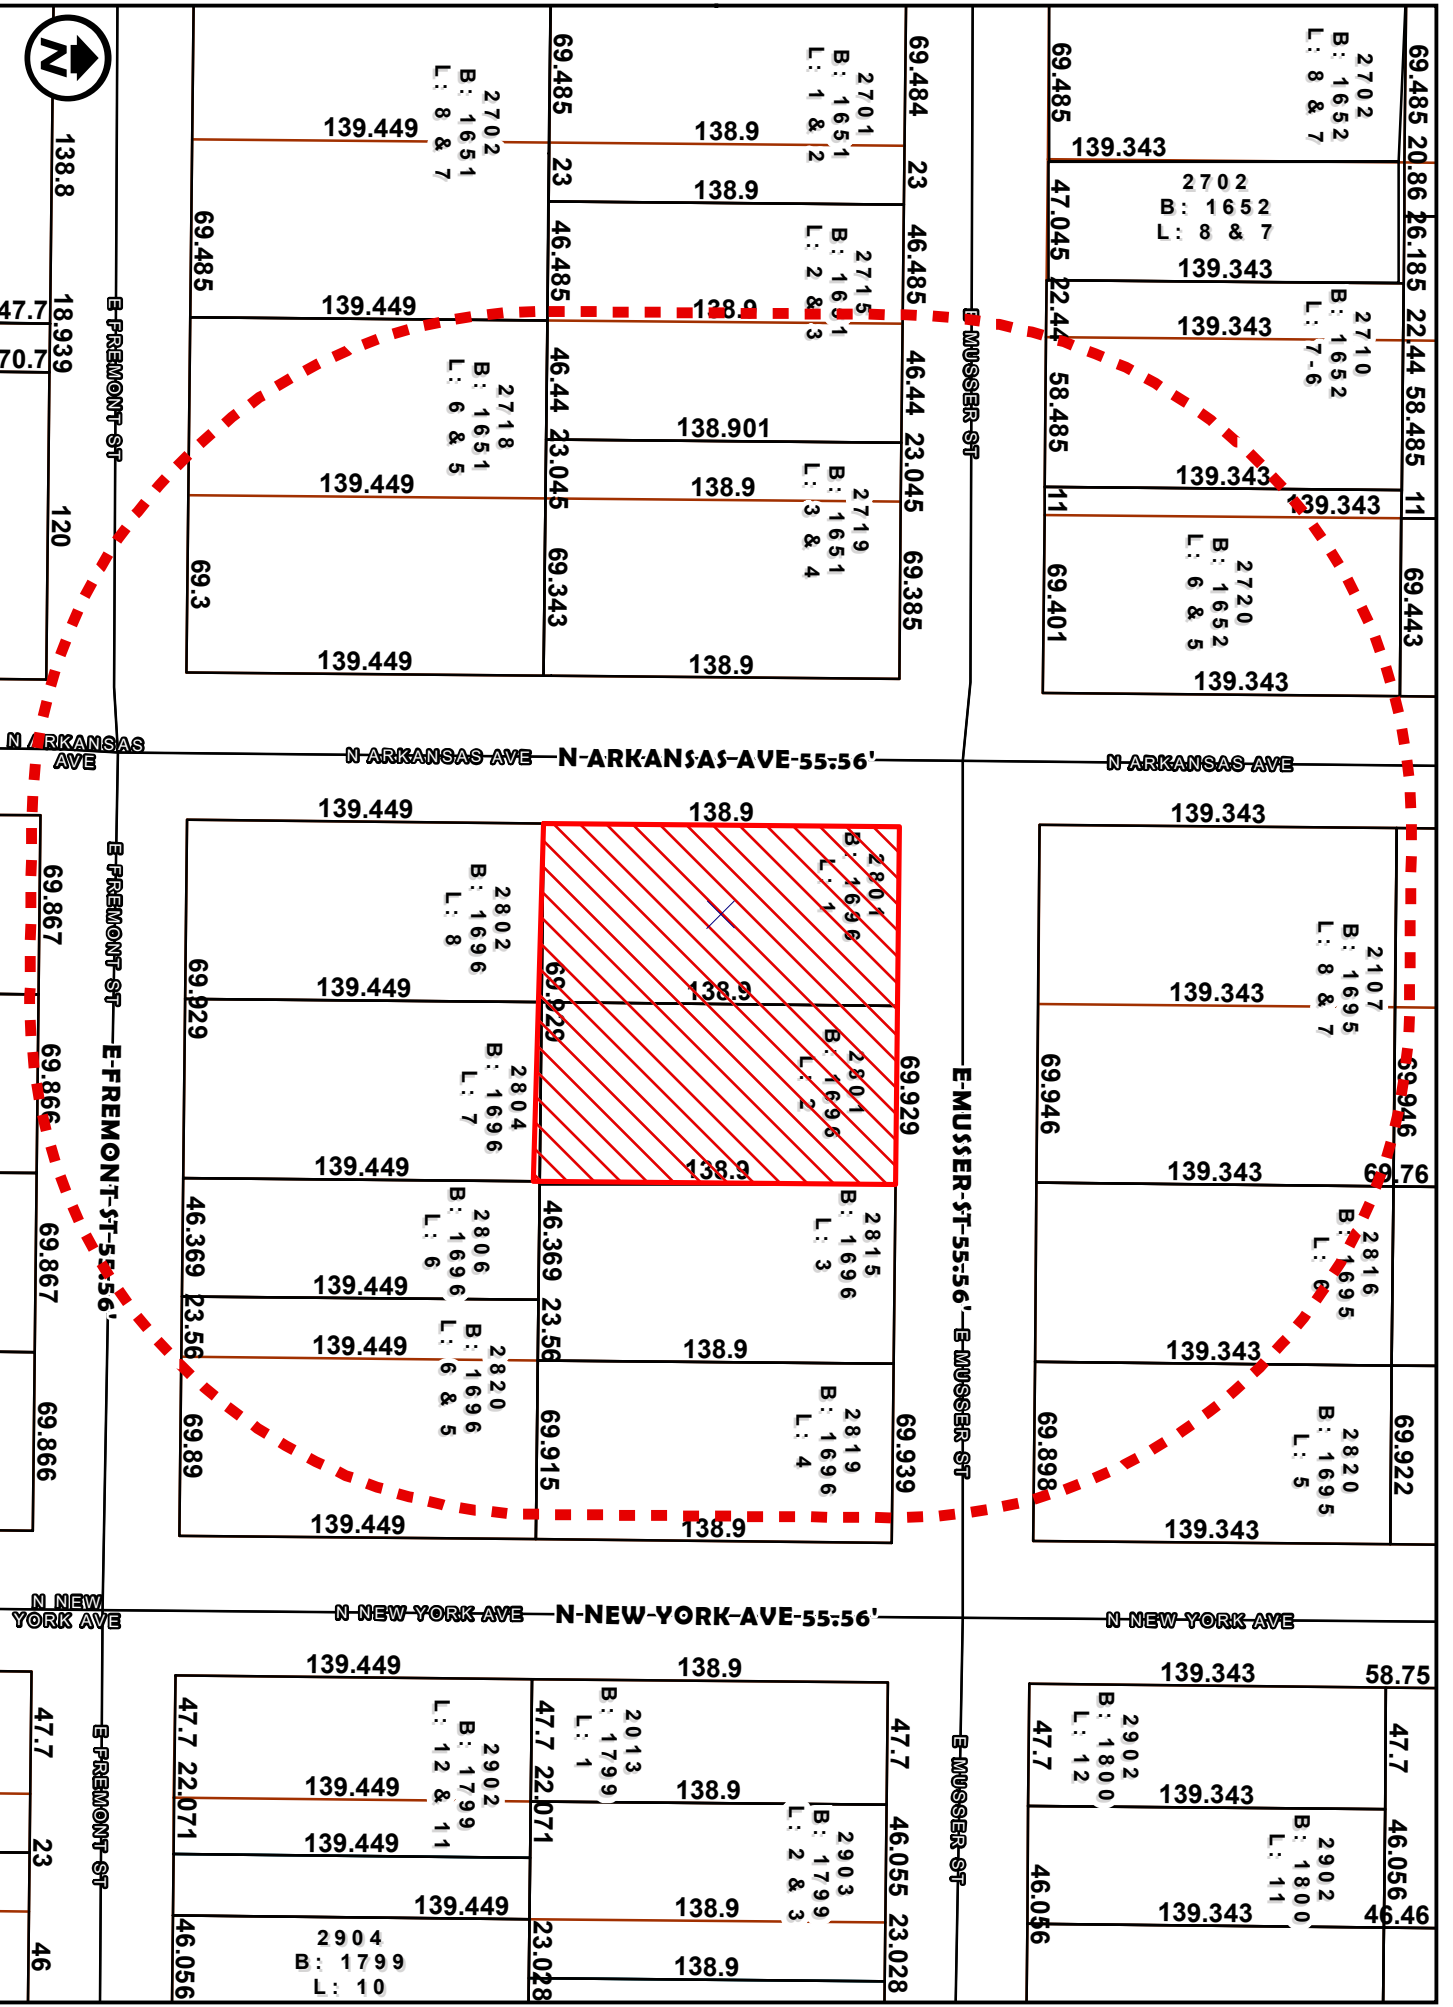 N
69.485
69.484
69.485
69.485
20.86
26.185
22.44
58.485
11
69.443
2702
B: 1651
L: 8 & 7
2701
B: 1651
L: 1 & 2
2702
B: 1652
L: 8 & 7
139.449
138.9
139.343
23
23
138.9
2702
B: 1652
L: 8 & 7
139.343
138.8
69.485
46.485
46.485
47.045
2715
B: 1651
L: 2 & 3
2710
B: 1652
L: 7-6
47.7
18.939
70.7
E FREMONT ST
139.449
138.9
E MUSSER ST
22.44
139.343
2718
B: 1651
L: 6 & 5
46.44
46.44
58.485
138.901
139.449
23.045
138.9
23.045
139.343
11
139.343
2719
B: 1651
L: 3 & 4
120
69.3
69.343
69.385
69.401
2720
B: 1652
L: 6 & 5
139.449
138.9
139.343
N ARKANSAS
AVE
N ARKANSAS AVE
N ARKANSAS AVE 55.56'
N ARKANSAS AVE
139.449
138.9
139.343
69.867
E FREMONT ST
2802
B: 1696
L: 8
2801
B: 1696
L: 1
2107
B: 1695
L: 8 & 7
69.929
139.449
69.929
138.9
139.343
69.866
E-FREMONT-ST-55.56'
2804
B: 1696
L: 7
2801
B: 1696
L: 2
69.929
E-MUSSER-ST-55.56'
69.946
69.946
139.449
138.9
139.343
69.76
69.867
46.369
2806
B: 1696
L: 6
46.369
2815
B: 1696
L: 3
2816
B: 1695
L: 6
139.449
23.56
139.449
23.56
138.9
139.343
E MUSSER ST
2820
B: 1696
L: 6 & 5
2819
B: 1696
L: 4
2820
B: 1695
L: 5
69.866
69.89
69.915
69.939
69.898
69.922
139.449
138.9
139.343
N NEW
YORK AVE
N NEW YORK AVE
N-NEW-YORK-AVE-55.56'
N NEW YORK AVE
139.449
138.9
139.343
58.75
47.7
E FREMONT ST
47.7
2902
B: 1799
L: 12 & 11
47.7
2013
B: 1799
L: 1
47.7
E MUSSER ST
47.7
2902
B: 1800
L: 12
47.7
22.071
139.449
22.071
138.9
139.343
23
139.449
2903
B: 1799
L: 2 & 3
46.055
2902
B: 1800
L: 11
46.056
139.449
138.9
46.056
139.343
46.46
46
46.056
2904
B: 1799
L: 10
23.028
138.9
23.028